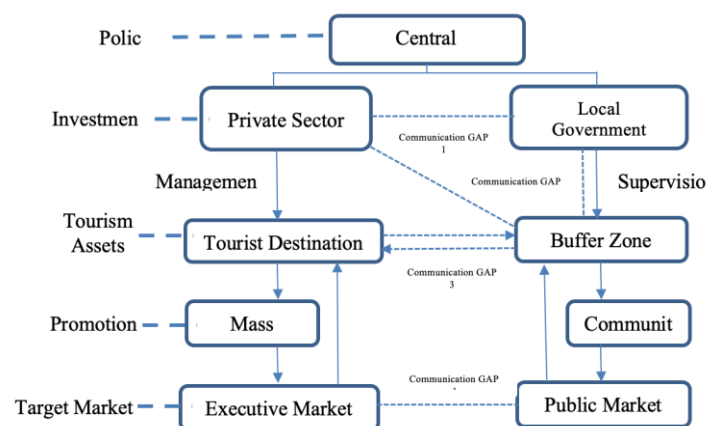 Polic
Central
Investmen
Private Sector
Local
Government
Communication GAP
1
Managemen
Communication GAP
Supervisio
Tourism
Assets
Tourist Destination
Buffer Zone
Communication GAP
3
Promotion
Mass
Communit
Communication GAP
Target Market
Executive Market
Public Market